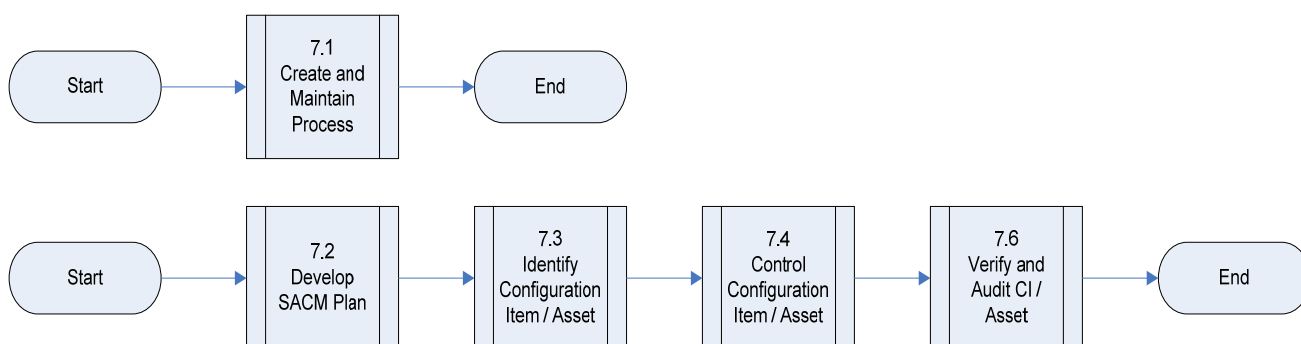 Start
7.1
Create and
Maintain
Process
End
Start
7.2
Develop
SACM Plan
7.3
Identify
Configuration
Item / Asset
7.4
Control
Configuration
Item / Asset
7.6
Verify and
Audit CI /
Asset
End